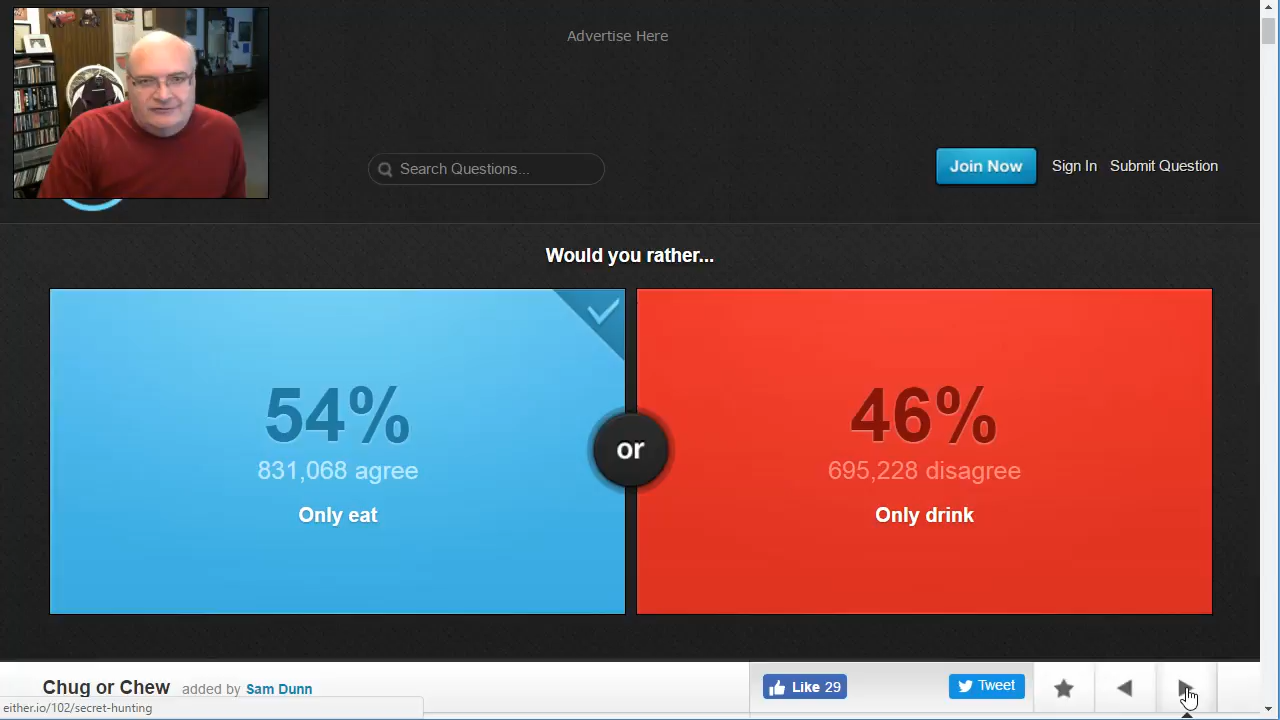 Advertise Here
Search Questions...
Join Now
Sign In
Submit Question
Would you rather...
54%
831,068 agree
Only eat
or
46%
695,228 disagree
Only drink
Chug or Chew added by Sam Dunn
Like 29
Tweet
either.io/102/secret-hunting